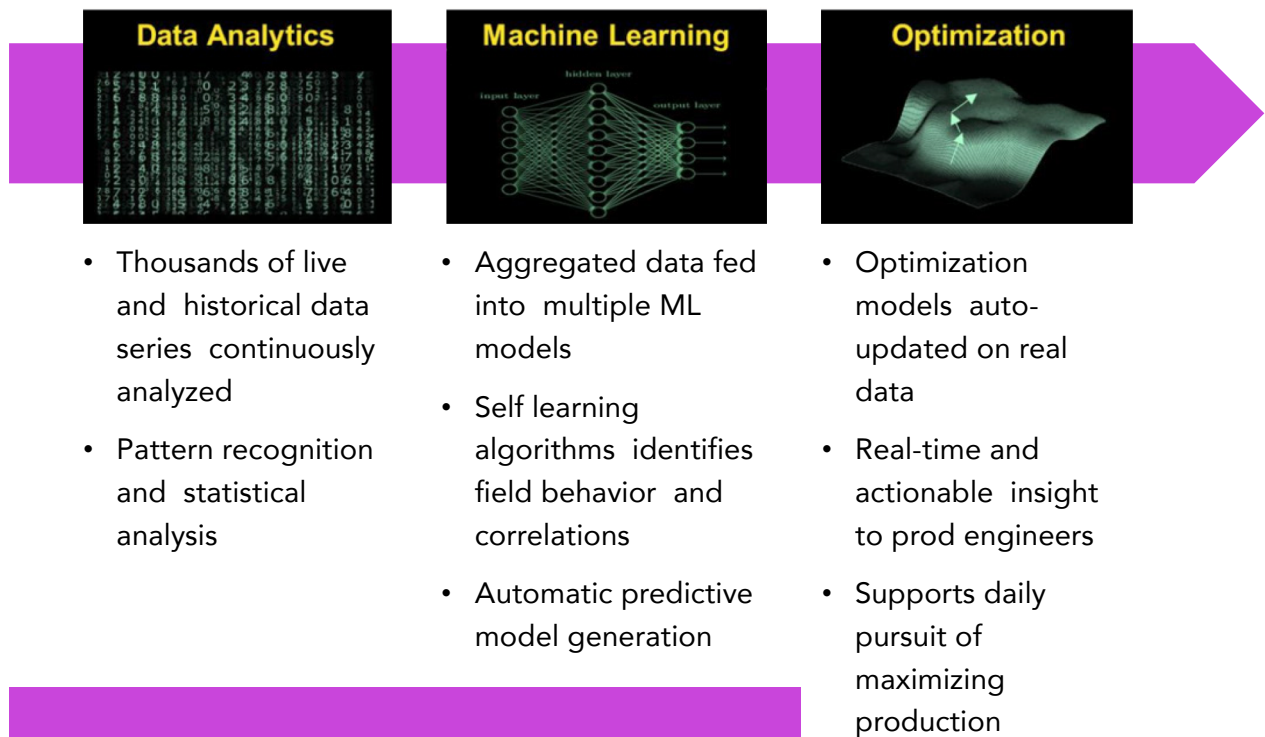 Data Analytics
Machine Learning
Optimization
hidden layer
input layer
output layer
• Thousands of live
and historical data
series continuously
analyzed
• Pattern recognition
and statistical
analysis
• Aggregated data fed
into multiple ML
models
• Self learning
algorithms identifies
field behavior and
correlations
• Automatic predictive
model generation
• Optimization
models auto-
updated on real
data
• Real-time and
actionable insight
to prod engineers
• Supports daily
pursuit of
maximizing
production